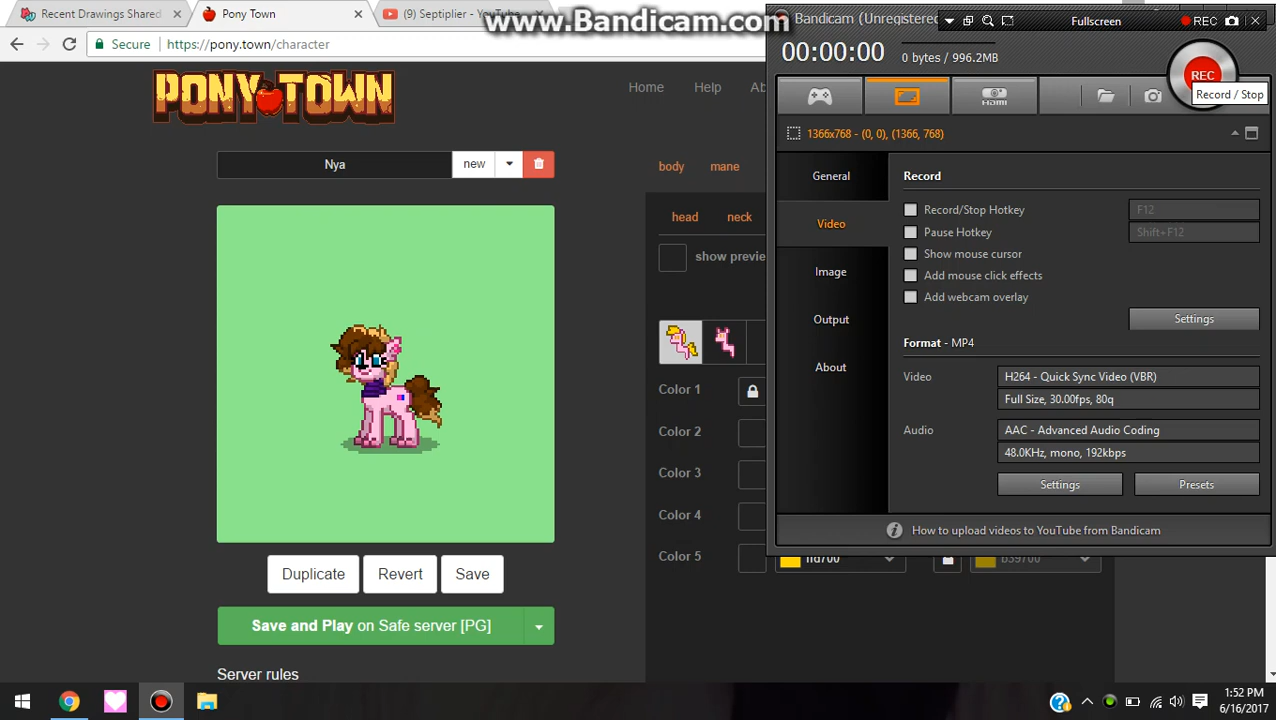 Recent Drawings Shared
Pony Town
(9) Septiplier - YouTube
www.Bandicam.com
Bandicam (Unregistered
Fullscreen
REC
Secure
https://pony.town/character
00:00:00
0 bytes / 996.2MB
REC
Record / Stop
PONY TOWN
Home
Help
Ab
HDMI
1366x768 - (0, 0), (1366, 768)
Nya
new
body
mane
General
Record
Record/Stop Hotkey
F12
head
neck
Video
Pause Hotkey
Shift+F12
show previe
Show mouse cursor
Image
Add mouse click effects
Add webcam overlay
Output
Settings
Format - MP4
About
Video
H264 - Quick Sync Video (VBR)
Color 1
Full Size, 30.00fps, 80q
Color 2
Audio
AAC - Advanced Audio Coding
48.0KHz, mono, 192kbps
Color 3
Settings
Presets
Color 4
How to upload videos to YouTube from Bandicam
Color 5
ffd700
b39700
Duplicate
Revert
Save
Save and Play on Safe server [PG]
Server rules
1:52 PM
6/16/2017